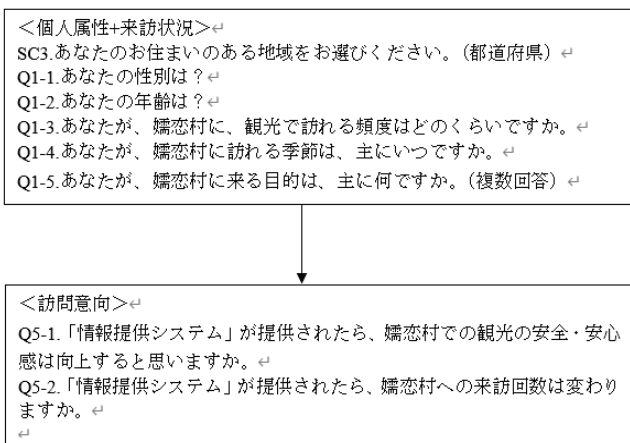 ＜個人属性+来訪状況＞↵
SC3.あなたのお住まいのある地域をお選びください。（都道府県）↵
Q1-1.あなたの性別は？↵
Q1-2.あなたの年齢は？↵
Q1-3.あなたが、嬬恋村に、観光で訪れる頻度はどのくらいですか。↵
Q1-4.あなたが、嬬恋村に訪れる季節は、主にいつですか。↵
Q1-5.あなたが、嬬恋村に来る目的は、主に何ですか。（複数回答）↵
＜訪問意向＞↵
Q5-1.「情報提供システム」が提供されたら、嬬恋村での観光の安全・安心
感は向上すると思いますか。↵
Q5-2.「情報提供システム」が提供されたら、嬬恋村への来訪回数は変わり
ますか。↵
↵